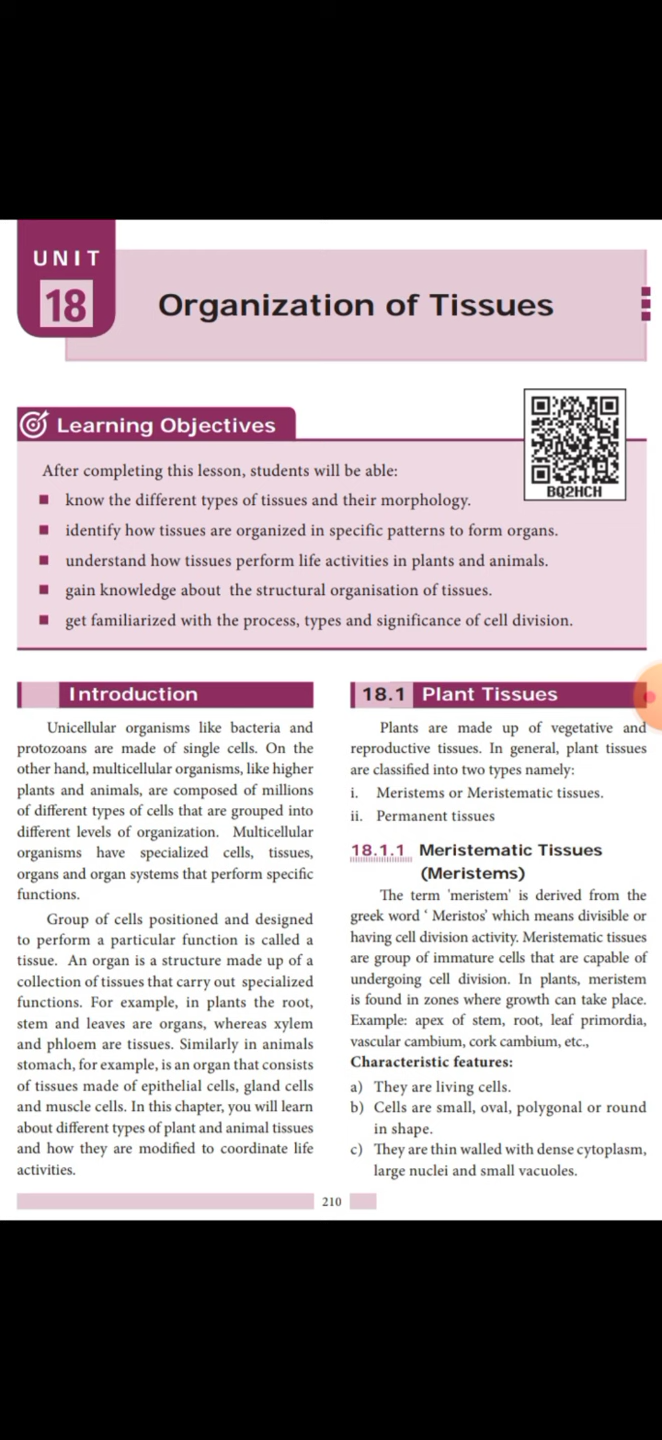 UNIT
18
Organization of Tissues
Learning Objectives
BQ2HCH
After completing this lesson, students will be able:
■ know the different types of tissues and their morphology.
■ identify how tissues are organized in specific patterns to form organs.
■ understand how tissues perform life activities in plants and animals.
■ gain knowledge about the structural organisation of tissues.
■ get familiarized with the process, types and significance of cell division.
Introduction
Unicellular organisms like bacteria and
protozoans are made of single cells. On the
other hand, multicellular organisms, like higher
plants and animals, are composed of millions
of different types of cells that are grouped into
different levels of organization. Multicellular
organisms have specialized cells, tissues,
organs and organ systems that perform specific
functions.
Group of cells positioned and designed
to perform a particular function is called a
tissue. An organ is a structure made up of a
collection of tissues that carry out specialized
functions. For example, in plants the root,
stem and leaves are organs, whereas xylem
and phloem are tissues. Similarly in animals
stomach, for example, is an organ that consists
of tissues made of epithelial cells, gland cells
and muscle cells. In this chapter, you will learn
about different types of plant and animal tissues
and how they are modified to coordinate life
activities.
18.1 Plant Tissues
Plants are made up of vegetative and
reproductive tissues. In general, plant tissues
are classified into two types namely:
i. Meristems or Meristematic tissues.
ii. Permanent tissues
18.1.1 Meristematic Tissues
(Meristems)
The term 'meristem' is derived from the
greek word ‘ Meristos’ which means divisible or
having cell division activity. Meristematic tissues
are group of immature cells that are capable of
undergoing cell division. In plants, meristem
is found in zones where growth can take place.
Example: apex of stem, root, leaf primordia,
vascular cambium, cork cambium, etc.,
Characteristic features:
a) They are living cells.
b) Cells are small, oval, polygonal or round
in shape.
c) They are thin walled with dense cytoplasm,
large nuclei and small vacuoles.
210